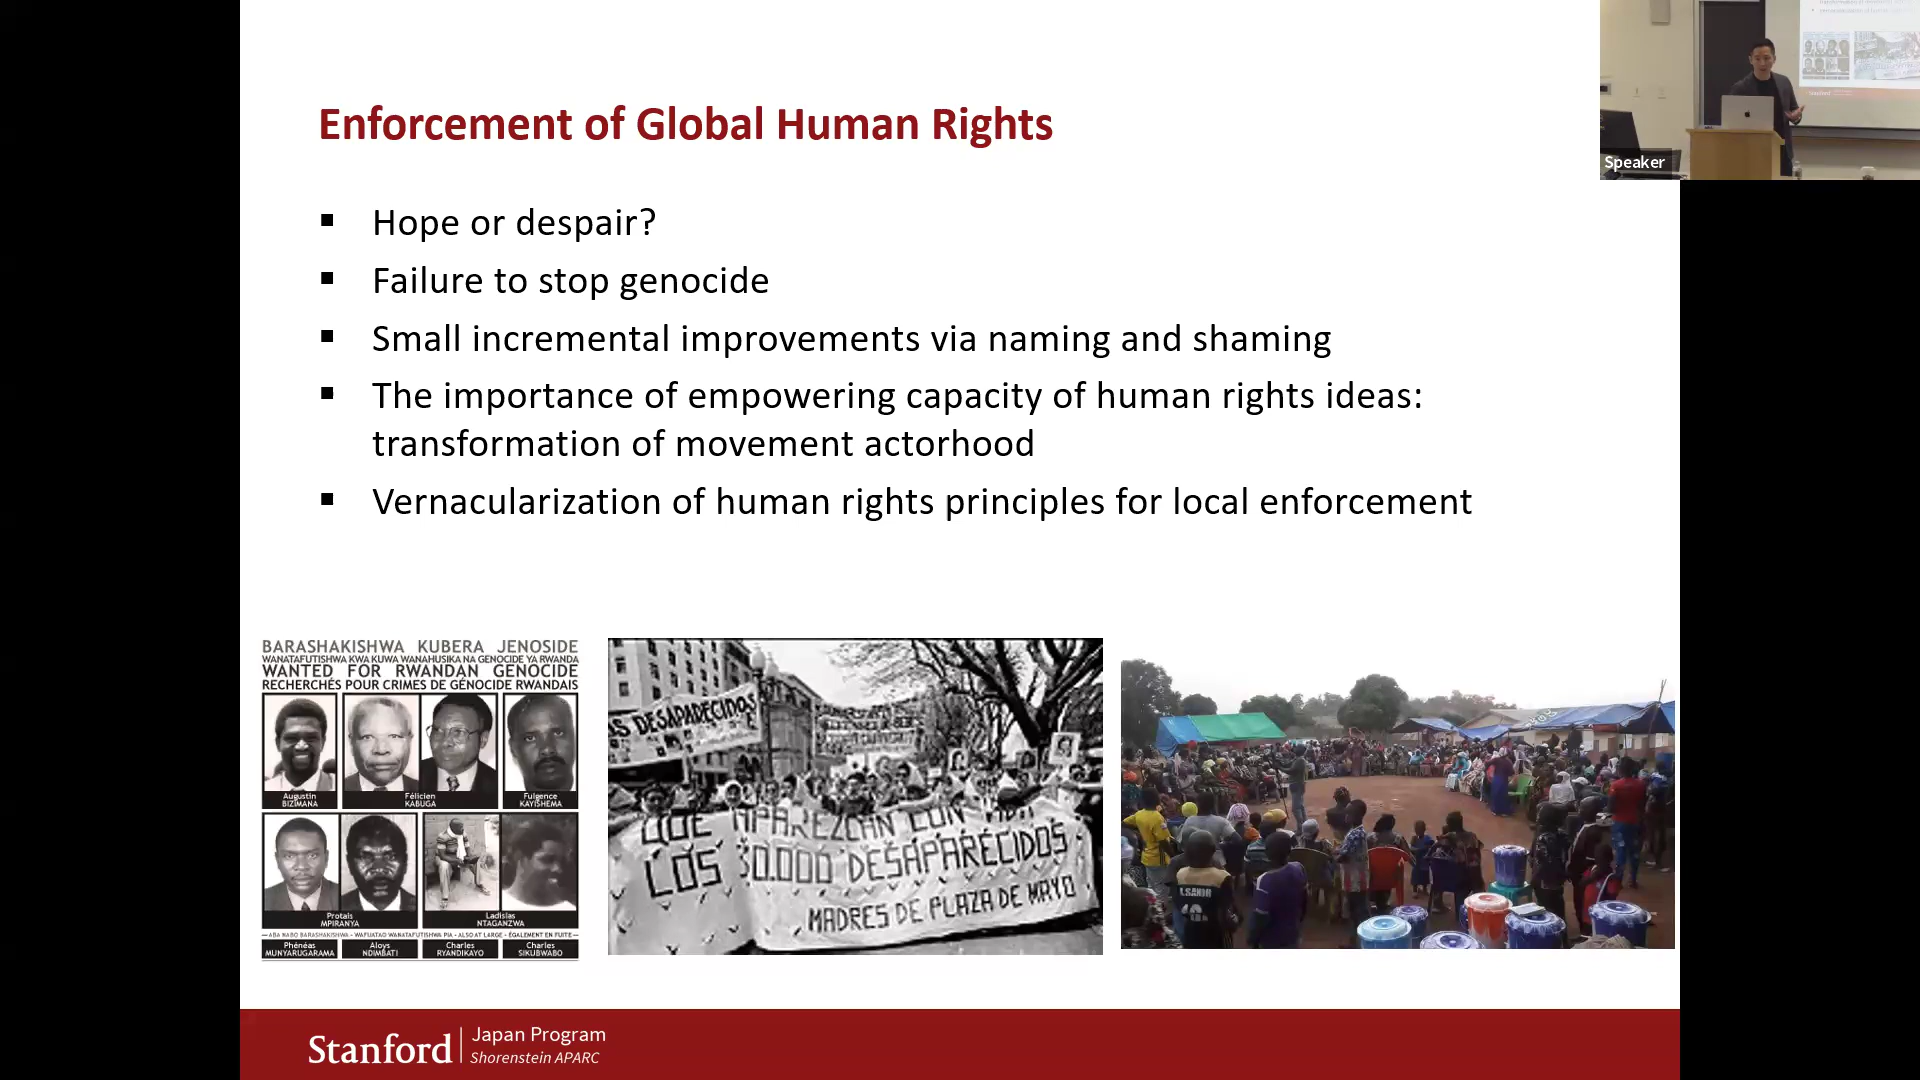 Enforcement of Global Human Rights
Speaker
Hope or despair?
Failure to stop genocide
Small incremental improvements via naming and shaming
The importance of empowering capacity of human rights ideas:
transformation of movement actorhood
Vernacularization of human rights principles for local enforcement
BARASHAKISHWA KUBERA JENOSIDE
WANATAFUTISHWA KWA KUWA WANAHUSIKA NA GENOCIDE YA RWANDA
WANTED FOR RWANDAN GENOCIDE
RECHERCHÉS POUR CRIMES DE GÉNOCIDE RWANDAIS
Augustin
BIZIMANA
Félicien
KABUGA
Fulgence
KAYISHEMA
Protais
MPIRANYA
Ladislas
NTAGANZWA
ABA NABO BARASHAKISHWA - WAFUATAO WANATAFUTISHWA PIA - ALSO AT LARGE - ÉGALEMENT EN FUITE
Phénéas
MUNYARUGARAMA
Aloys
NDIMBATI
Charles
RYANDIKAYO
Charles
SIKUBWABO
S DESAPARECIDOS
QUE APAREZCAN CON
LOS 30.000 DESAPARECIDOS
MADRES DE PLAZA DE MAYO
Stanford
Japan Program
Shorenstein APARC